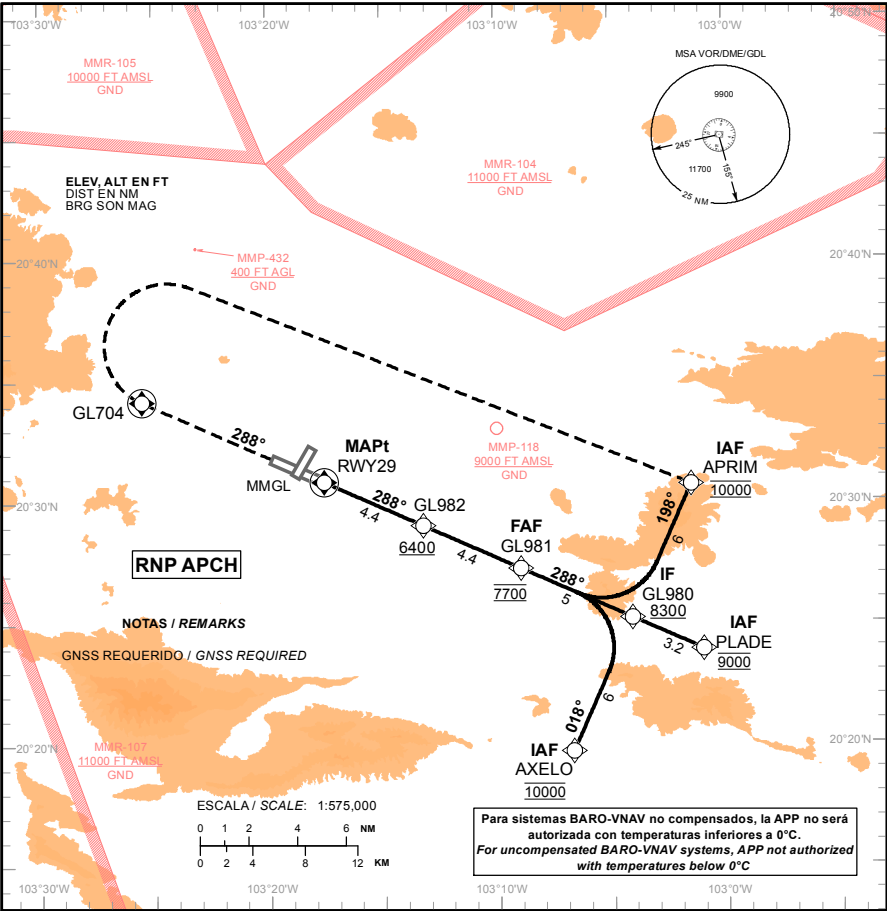 103°30'W
103°20'W
103°10'W
103°0'W
20°50'N
MMR-105
10000 FT AMSL
GND
MSA VOR/DME/GDL
9900
245°
11700
155°
25 NM
MMR-104
11000 FT AMSL
GND
ELEV, ALT EN FT
DIST EN NM
BRG SON MAG
20°40'N
20°40'N
MMP-432
400 FT AGL
GND
GL704
288°
MAPt
RWY29
MMGL
MMP-118
9000 FT AMSL
GND
IAF
APRIM
10000
20°30'N
20°30'N
288°
4.4
GL982
6400
4.4
198°
6
FAF
GL981
7700
288°
5
IF
GL980
8300
RNP APCH
IAF
PLADE
9000
3.2
NOTAS / REMARKS
GNSS REQUERIDO / GNSS REQUIRED
6
018°
IAF
AXELO
10000
20°20'N
20°20'N
MMR-107
11000 FT AMSL
GND
ESCALA / SCALE: 1:575,000
0 1 2 4 6 NM
0 2 4 8 12 KM
Para sistemas BARO-VNAV no compensados, la APP no será
autorizada con temperaturas inferiores a 0°C.
For uncompensated BARO-VNAV systems, APP not authorized
with temperatures below 0°C
103°30'W
103°20'W
103°10'W
103°0'W